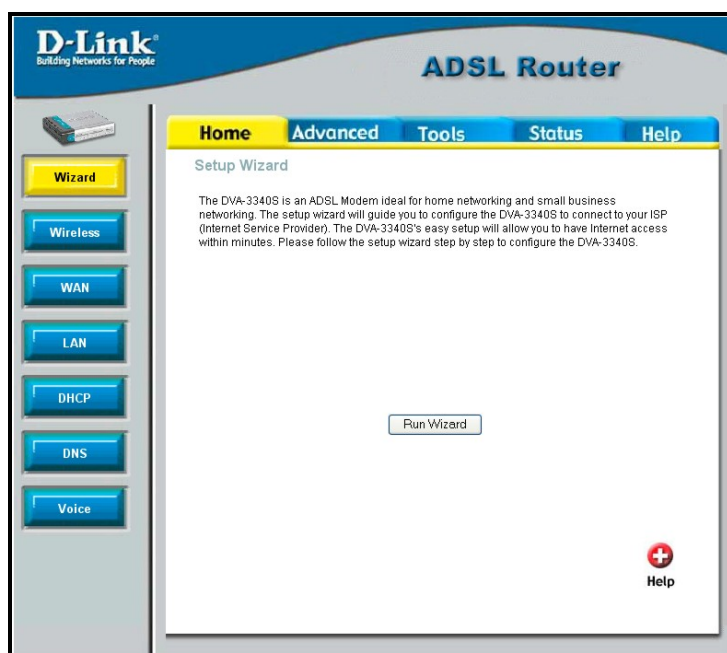 D-Link®
Building Networks for People
ADSL Router
Home Advanced Tools Status Help
Wizard
Wireless
WAN
LAN
DHCP
DNS
Voice
Setup Wizard
The DVA-3340S is an ADSL Modem ideal for home networking and small business
networking. The setup wizard will guide you to configure the DVA-3340S to connect to your ISP
(Internet Service Provider). The DVA-3340S's easy setup will allow you to have Internet access
within minutes. Please follow the setup wizard step by step to configure the DVA-3340S.
Run Wizard
Help